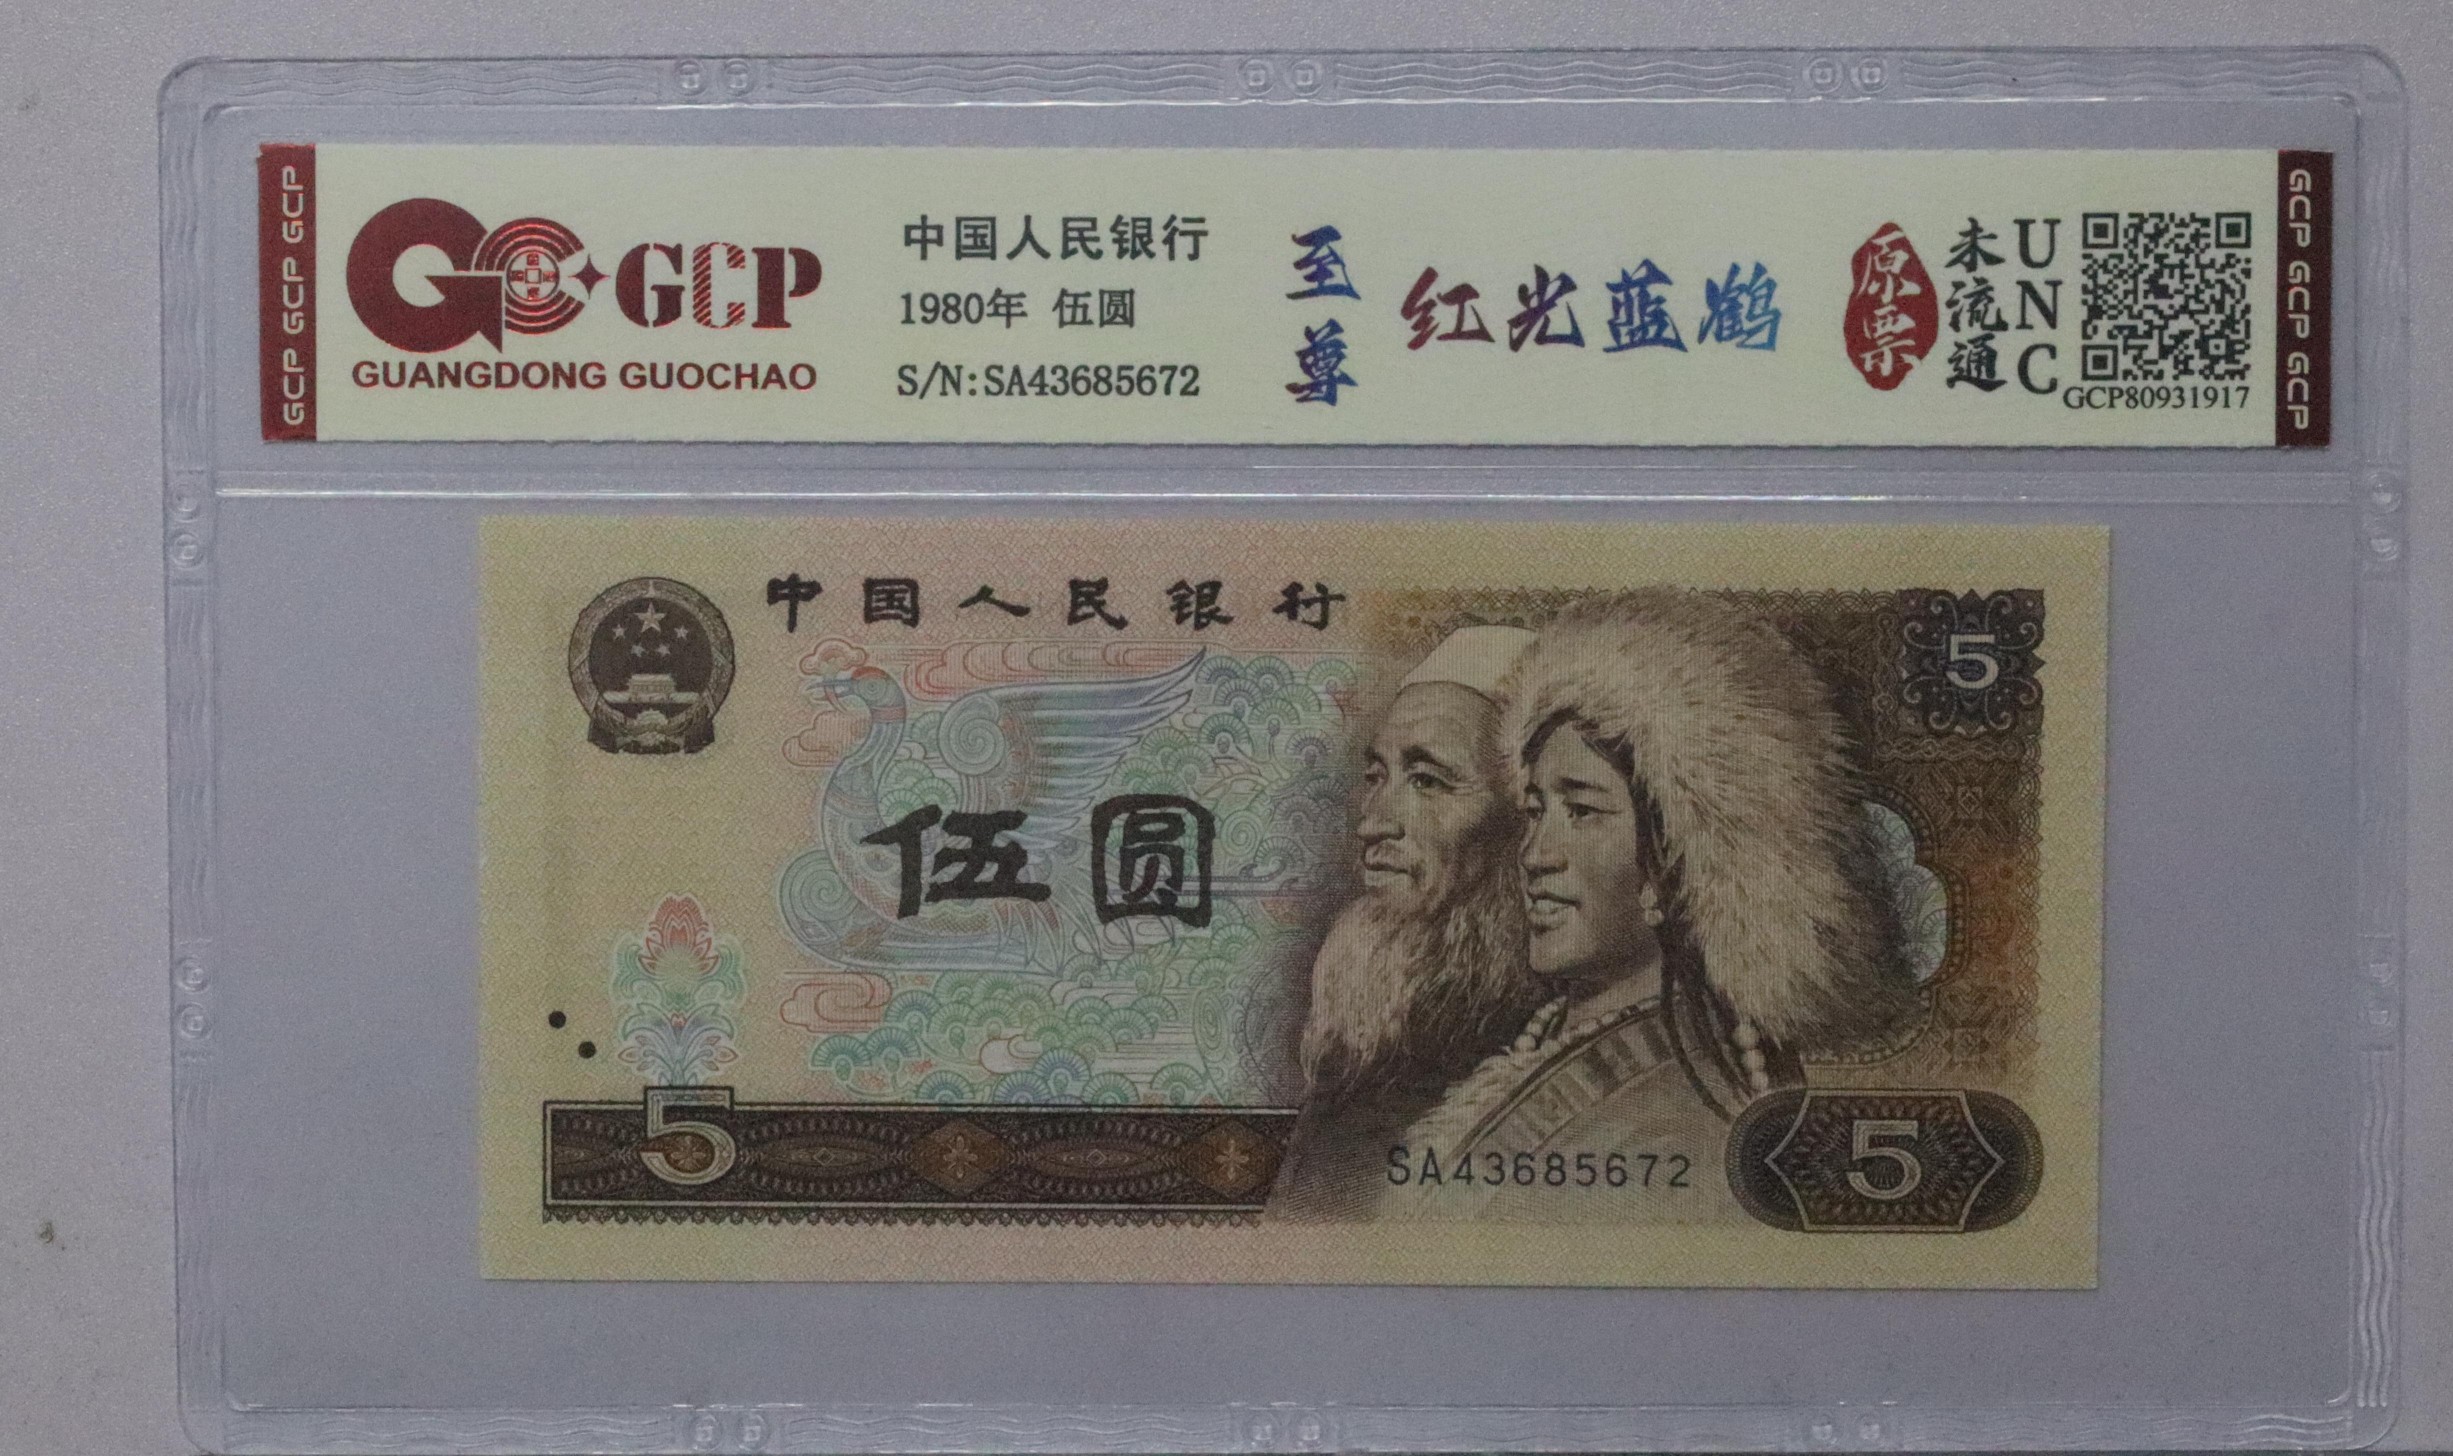 GCP GCP GCP
GCP
GUANGDONG GUOCHAO
中国人民银行
1980年 伍圆
S/N:SA43685672
至尊
红光蓝鹤
原票
未流通
UNC
GCP80931917
GCP GCP GCP
中国人民银行
5
伍圆
5
SA43685672
5